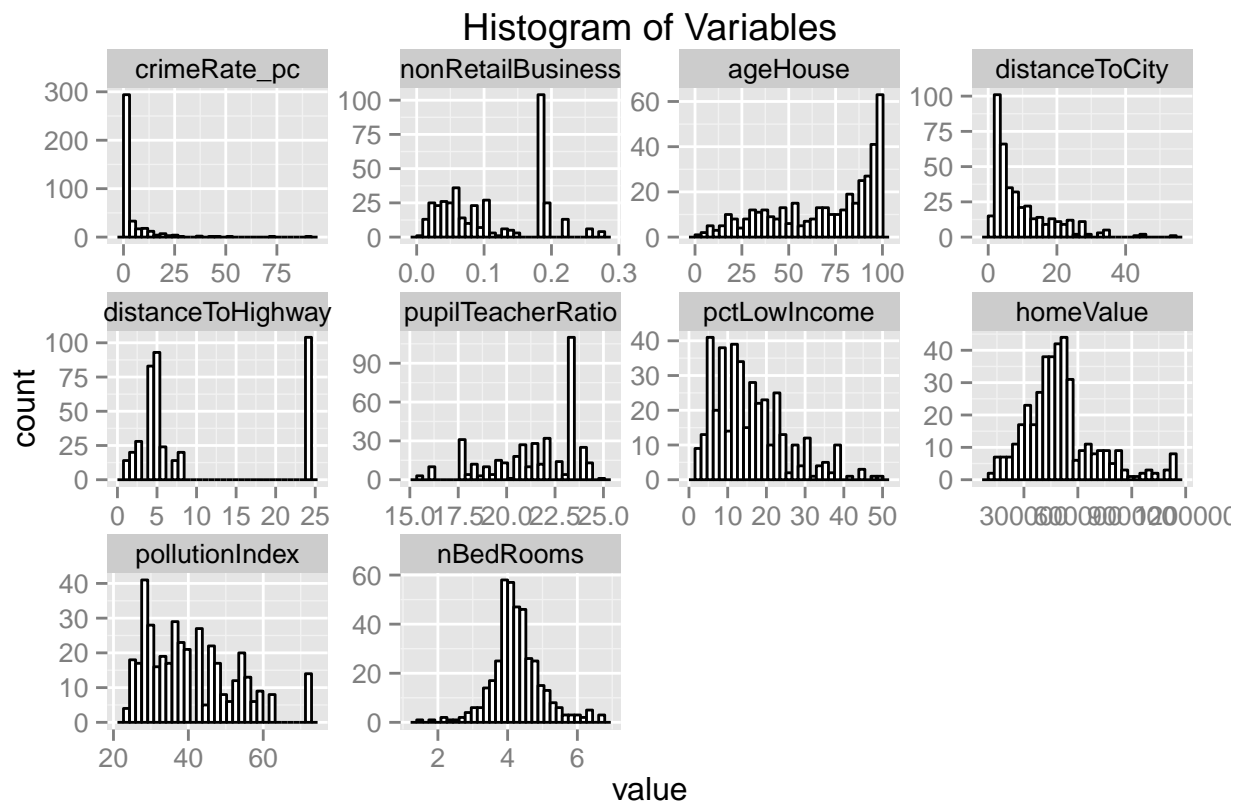 Histogram of Variables
crimeRate_pc nonRetailBusiness ageHouse distanceToCity
300 200 100 0
0 25 50 75
100 75 50 25 0
0.0 0.1 0.2 0.3
60 40 20 0
0 25 50 75 100
100 75 50 25 0
0 20 40
distanceToHighway pupilTeacherRatio pctLowIncome homeValue
100 75 50 25 0
0 5 10 15 20 25
90 60 30 0
15.0 17.5 20.0 22.5 25.0
40 30 20 10 0
0 10 20 30 40 50
40 30 20 10 0
300000 600000 900000 1200000
pollutionIndex nBedRooms
40 30 20 10 0
20 40 60
60 40 20 0
2 4 6
count
value